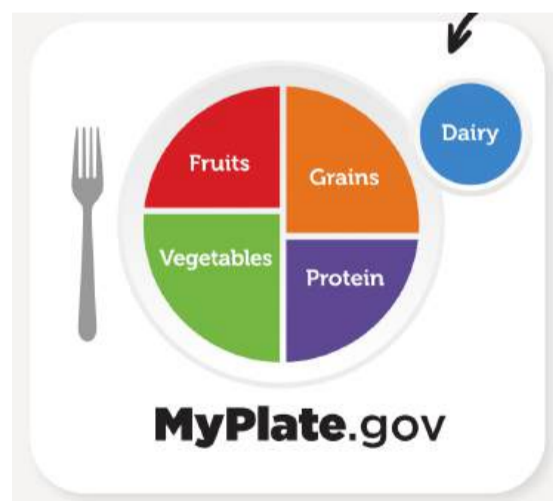 Dairy
Fruits
Grains
Vegetables
Protein
MyPlate.gov